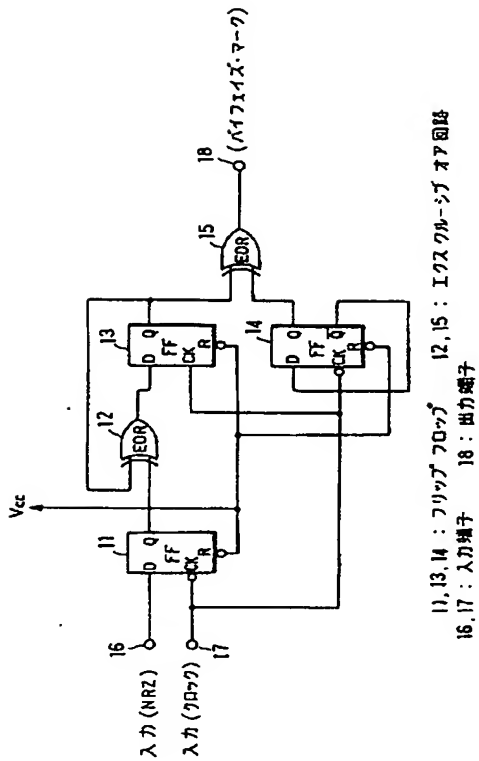 Vcc
16
入力(NRZ)
入力(クロック)
17
11
D
Q
FF
CK
R
12
EOR
13
D
Q
FF
CK
R
14
D
Q
FF
CK
Q̅
R
15
EOR
18
(バイフェイズ・マーク)
11,13,14 : フリップ フロップ 12,15 : エクスクルーシブ オア回路
16,17 : 入力端子 18 : 出力端子